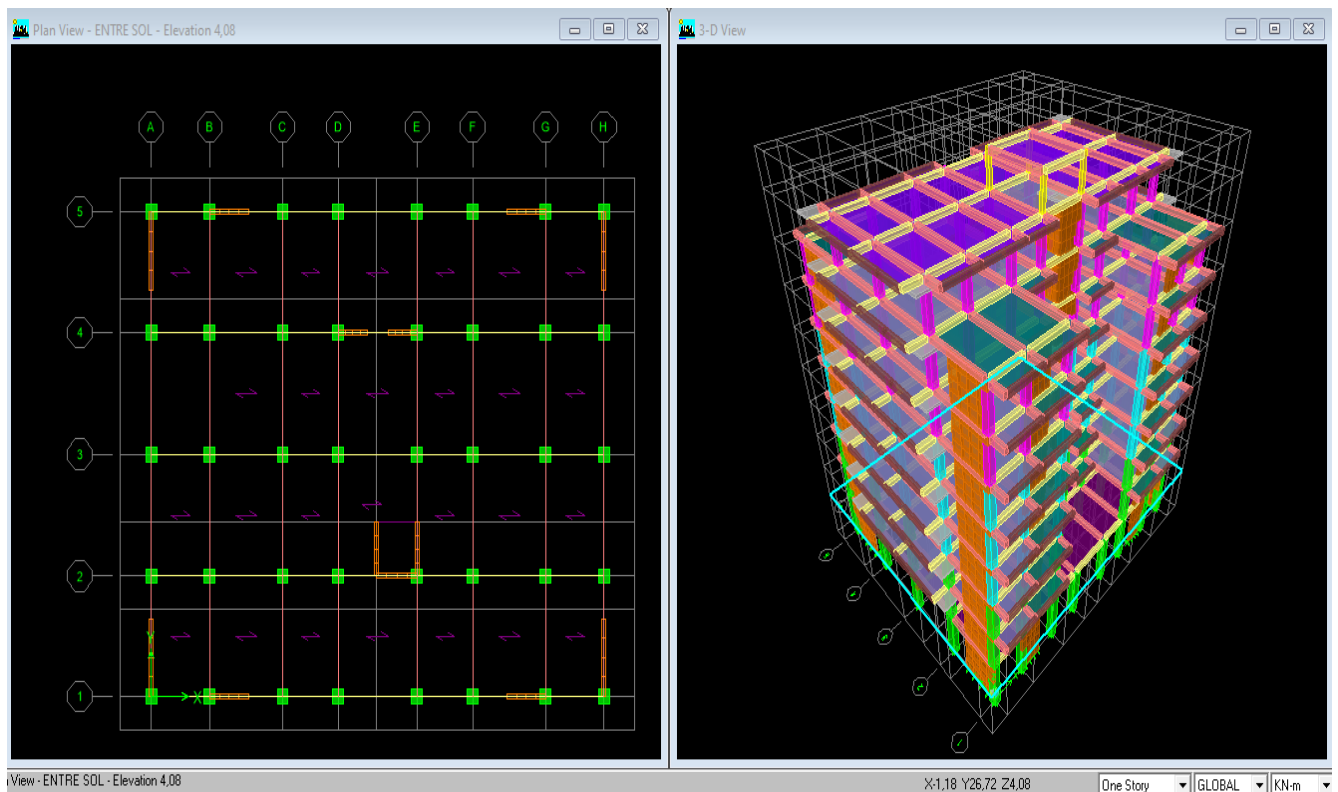 Plan View - ENTRE SOL - Elevation 4,08
3-D View
A B C D E F G H
5
4
3
2
1
Y
X
View - ENTRE SOL - Elevation 4,08
X-1,18 Y26,72 Z4,08
One Story
GLOBAL
KN-m